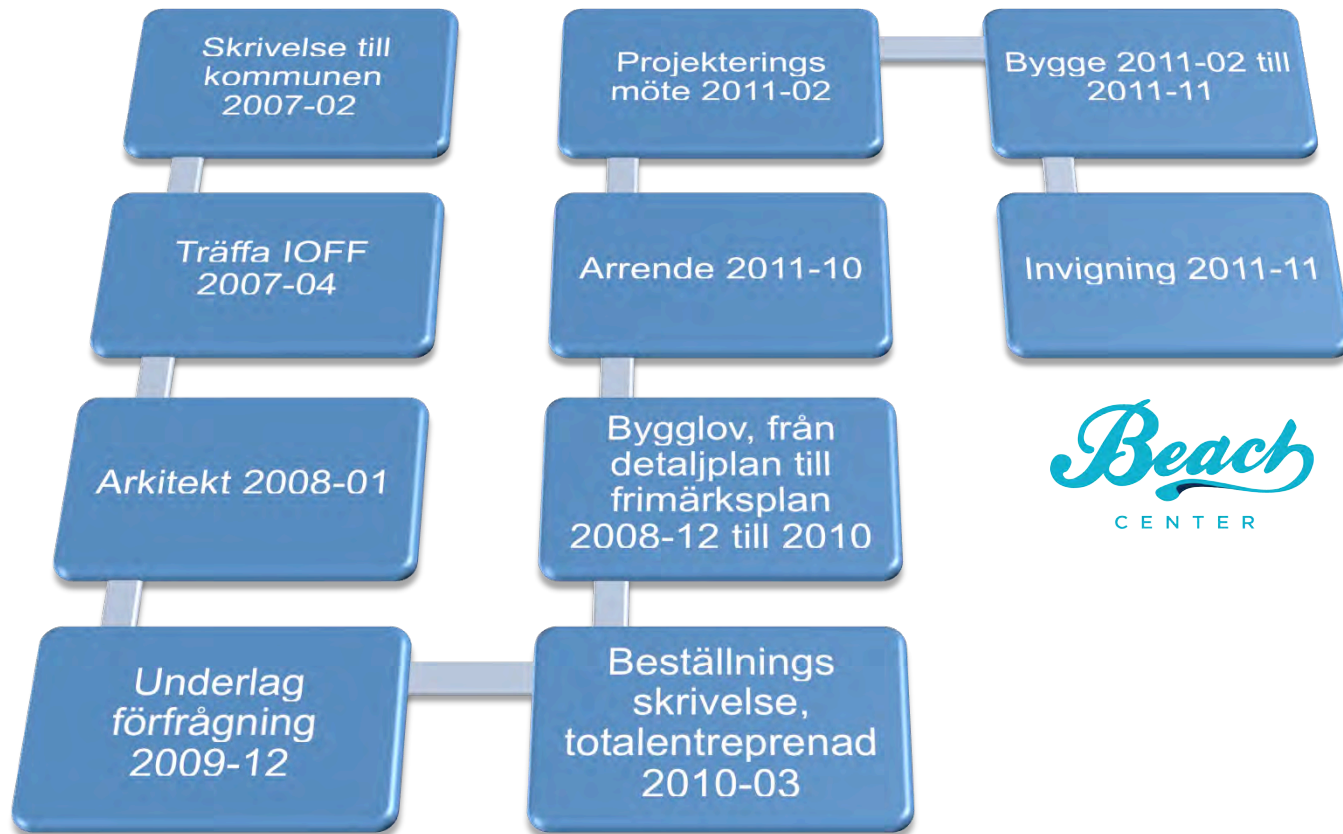 Skrivelse till
kommunen
2007-02
Träffa IOFF
2007-04
Arkitekt 2008-01
Underlag
förfrågning
2009-12
Beställnings
skrivelse,
totalentreprenad
2010-03
Bygglov, från
detaljplan till
frimärksplan
2008-12 till 2010
Arrende 2011-10
Projekterings
möte 2011-02
Bygge 2011-02 till
2011-11
Invigning 2011-11
Beach
CENTER